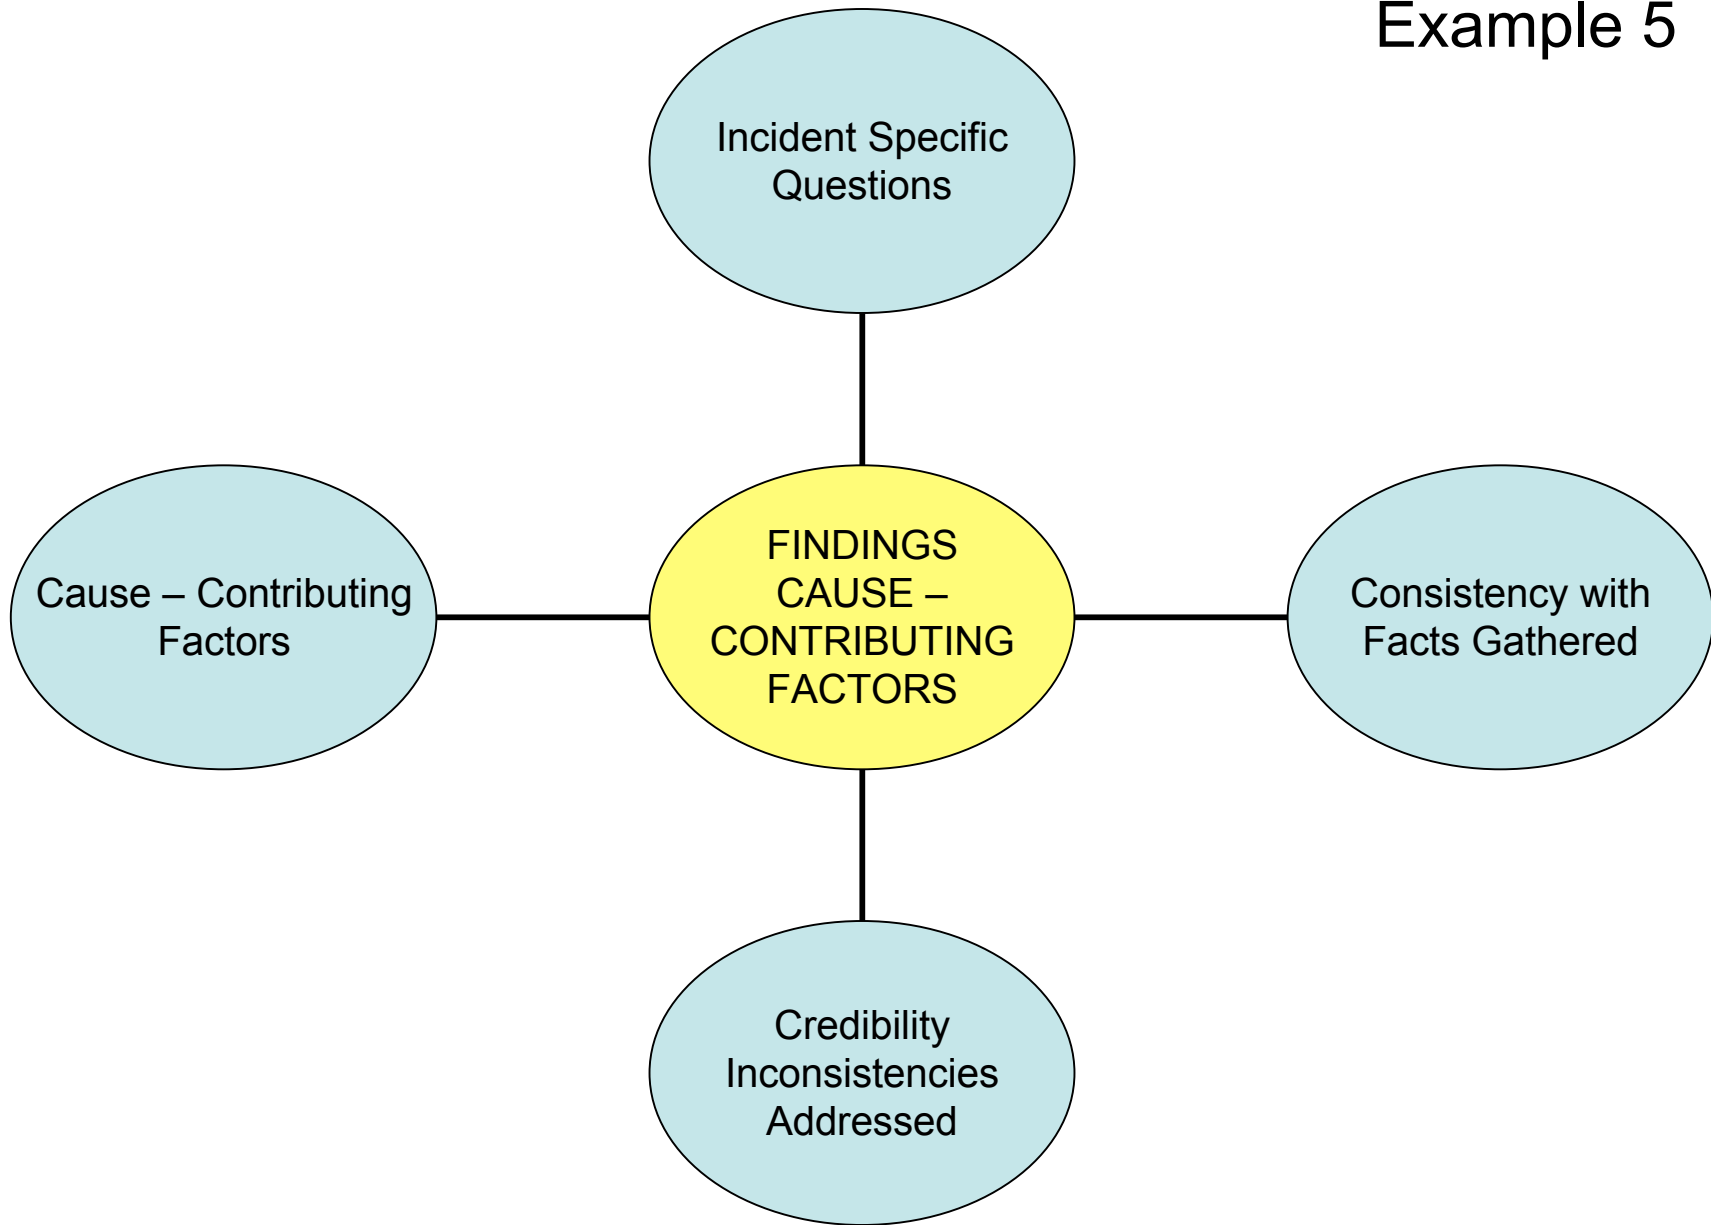 Example 5
Incident Specific
Questions
Cause – Contributing
Factors
FINDINGS
CAUSE –
CONTRIBUTING
FACTORS
Consistency with
Facts Gathered
Credibility
Inconsistencies
Addressed